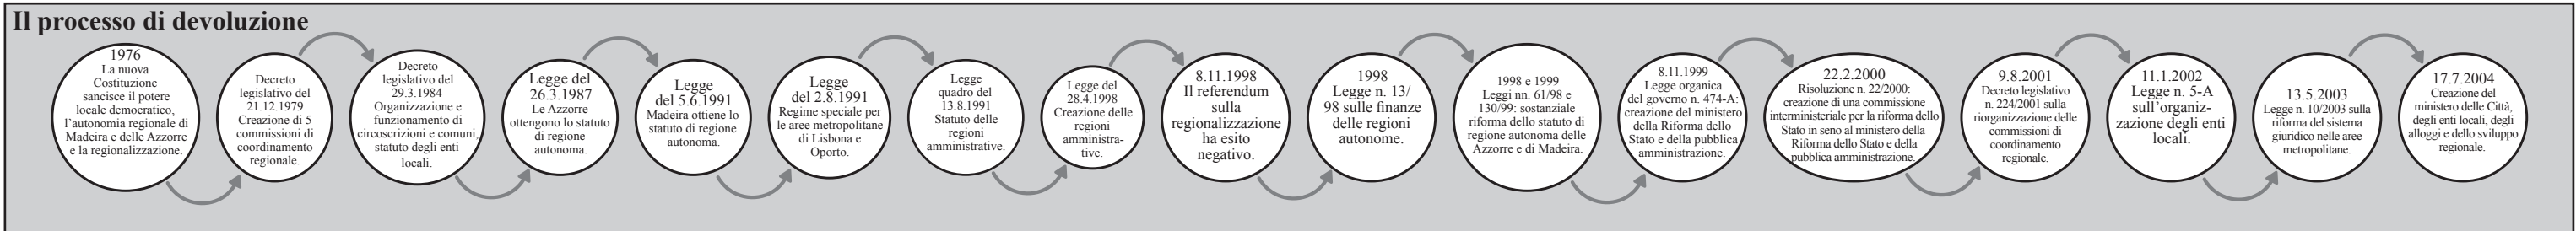 Il processo di devoluzione
1976
La nuova
Costituzione
sancisce il potere
locale democratico,
l'autonomia regionale di
Madeira e delle Azzorre
e la regionalizzazione.
Decreto
legislativo del
21.12.1979
Creazione di 5
commissioni di
coordinamento
regionale.
Decreto
legislativo del
29.3.1984
Organizzazione e
funzionamento di
circoscrizioni e comuni,
statuto degli enti
locali.
Legge del
26.3.1987
Le Azzorre
ottengono lo statuto
di regione
autonoma.
Legge
del 5.6.1991
Madeira ottiene lo
statuto di regione
autonoma.
Legge
del 2.8.1991
Regime speciale per
le aree metropolitane
di Lisbona e
Oporto.
Legge
quadro del
13.8.1991
Statuto delle
regioni
amministrative.
Legge del
28.4.1998
Creazione delle
regioni
amministra-
tive.
8.11.1998
Il referendum
sulla
regionalizzazione
ha esito
negativo.
1998
Legge n. 13/
98 sulle finanze
delle regioni
autonome.
1998 e 1999
Leggi nn. 61/98 e
130/99: sostanziale
riforma dello statuto di
regione autonoma delle
Azzorre e di Madeira.
8.11.1999
Legge organica
del governo n. 474-A:
creazione del ministero
della Riforma dello
Stato e della pubblica
amministrazione.
22.2.2000
Risoluzione n. 22/2000:
creazione di una commissione
interministeriale per la riforma dello
Stato in seno al ministero della
Riforma dello Stato e della
pubblica amministrazione.
9.8.2001
Decreto legislativo
n. 224/2001 sulla
riorganizzazione delle
commissioni di
coordinamento
regionale.
11.1.2002
Legge n. 5-A
sull'organiz-
zazione degli enti
locali.
13.5.2003
Legge n. 10/2003 sulla
riforma del sistema
giuridico nelle aree
metropolitane.
17.7.2004
Creazione del
ministero delle Città,
degli enti locali, degli
alloggi e dello sviluppo
regionale.